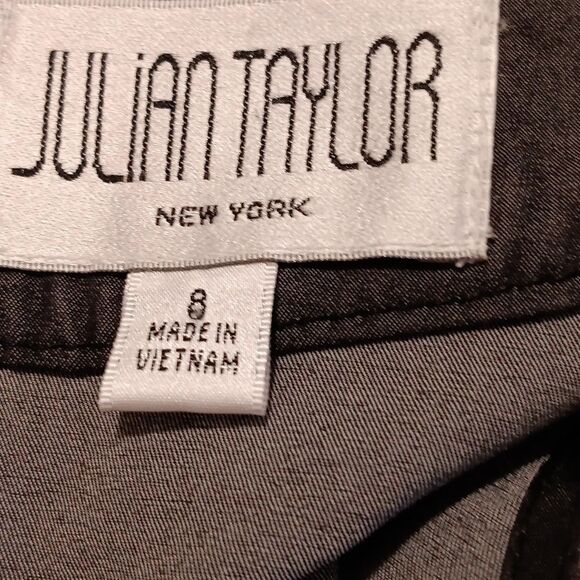 JULiAN TAYLOR
NEW YORK
8
MADE IN
VIETNAM